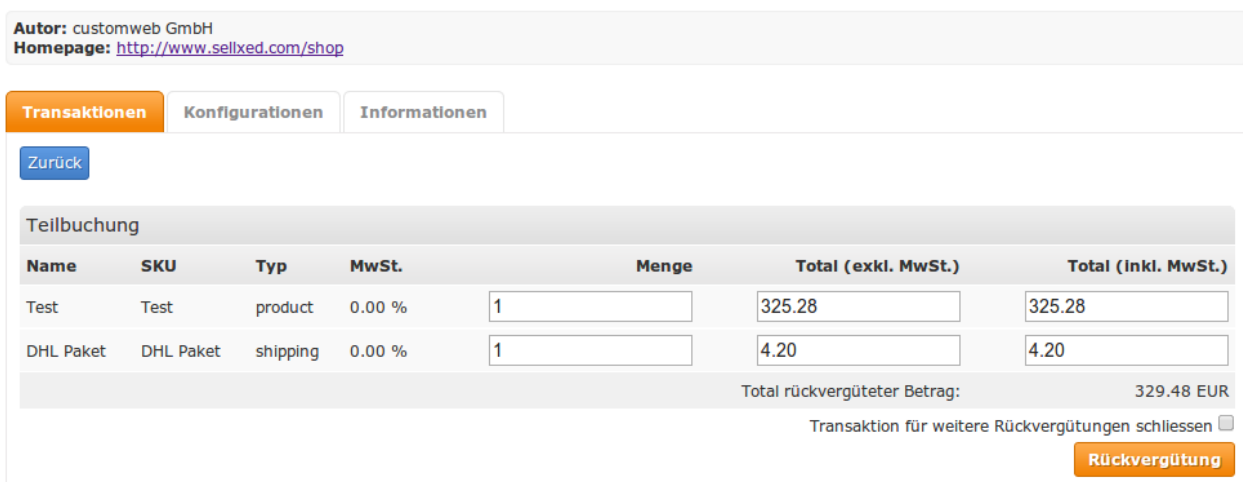 Autor: customweb GmbH
Homepage: http://www.sellxed.com/shop
Transaktionen Konfigurationen Informationen
Zurück
Teilbuchung
Name SKU Typ MwSt. Menge Total (exkl. MwSt.) Total (inkl. MwSt.)
Test Test product 0.00 % 1 325.28 325.28
DHL Paket DHL Paket shipping 0.00 % 1 4.20 4.20
Total rückvergüteter Betrag: 329.48 EUR
Transaktion für weitere Rückvergütungen schliessen
Rückvergütung